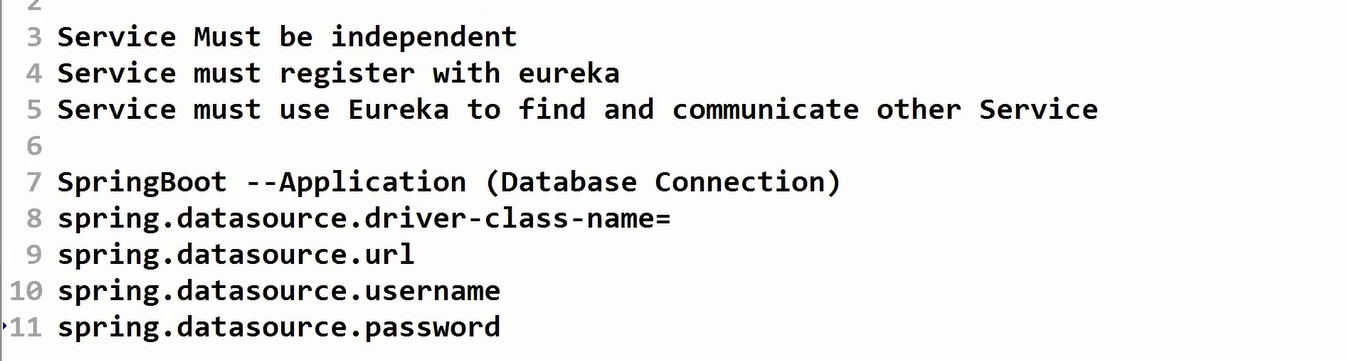 2
3 Service Must be independent
4 Service must register with eureka
5 Service must use Eureka to find and communicate other Service
6
7 SpringBoot --Application (Database Connection)
8 spring.datasource.driver-class-name=
9 spring.datasource.url
10 spring.datasource.username
11 spring.datasource.password